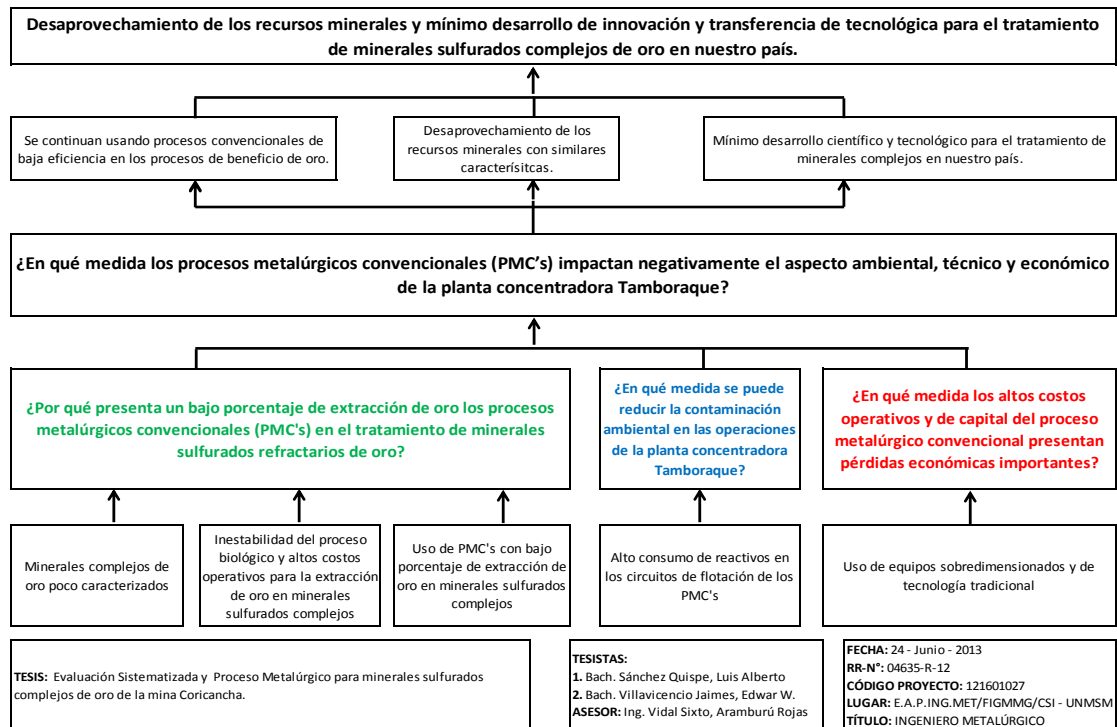 Desaprovechamiento de los recursos minerales y mínimo desarrollo de innovación y transferencia de tecnológica para el tratamiento
de minerales sulfurados complejos de oro en nuestro país.
Se continuan usando procesos convencionales de
baja eficiencia en los procesos de beneficio de oro.
Desaprovechamiento de los
recursos minerales con similares
caracterísitcas.
Mínimo desarrollo científico y tecnológico para el tratamiento de
minerales complejos en nuestro país.
¿En qué medida los procesos metalúrgicos convencionales (PMC’s) impactan negativamente el aspecto ambiental, técnico y económico
de la planta concentradora Tamboraque?
¿Por qué presenta un bajo porcentaje de extracción de oro los procesos
metalúrgicos convencionales (PMC's) en el tratamiento de minerales
sulfurados refractarios de oro?
¿En qué medida se puede
reducir la contaminación
ambiental en las operaciones
de la planta concentradora
Tamboraque?
¿En qué medida los altos costos
operativos y de capital del proceso
metalúrgico convencional presentan
pérdidas económicas importantes?
Minerales complejos de
oro poco caracterizados
Inestabilidad del proceso
biológico y altos costos
operativos para la extracción
de oro en minerales
sulfurados complejos
Uso de PMC's con bajo
porcentaje de extracción de
oro en minerales sulfurados
complejos
Alto consumo de reactivos en
los circuitos de flotación de los
PMC's
Uso de equipos sobredimensionados y de
tecnología tradicional
TESIS: Evaluación Sistematizada y Proceso Metalúrgico para minerales sulfurados
complejos de oro de la mina Coricancha.
TESISTAS:
1. Bach. Sánchez Quispe, Luis Alberto
2. Bach. Villavicencio Jaimes, Edwar W.
ASESOR: Ing. Vidal Sixto, Aramburú Rojas
FECHA: 24 - Junio - 2013
RR-N°: 04635-R-12
CÓDIGO PROYECTO: 121601027
LUGAR: E.A.P.ING.MET/FIGMMG/CSI - UNMSM
TÍTULO: INGENIERO METALÚRGICO